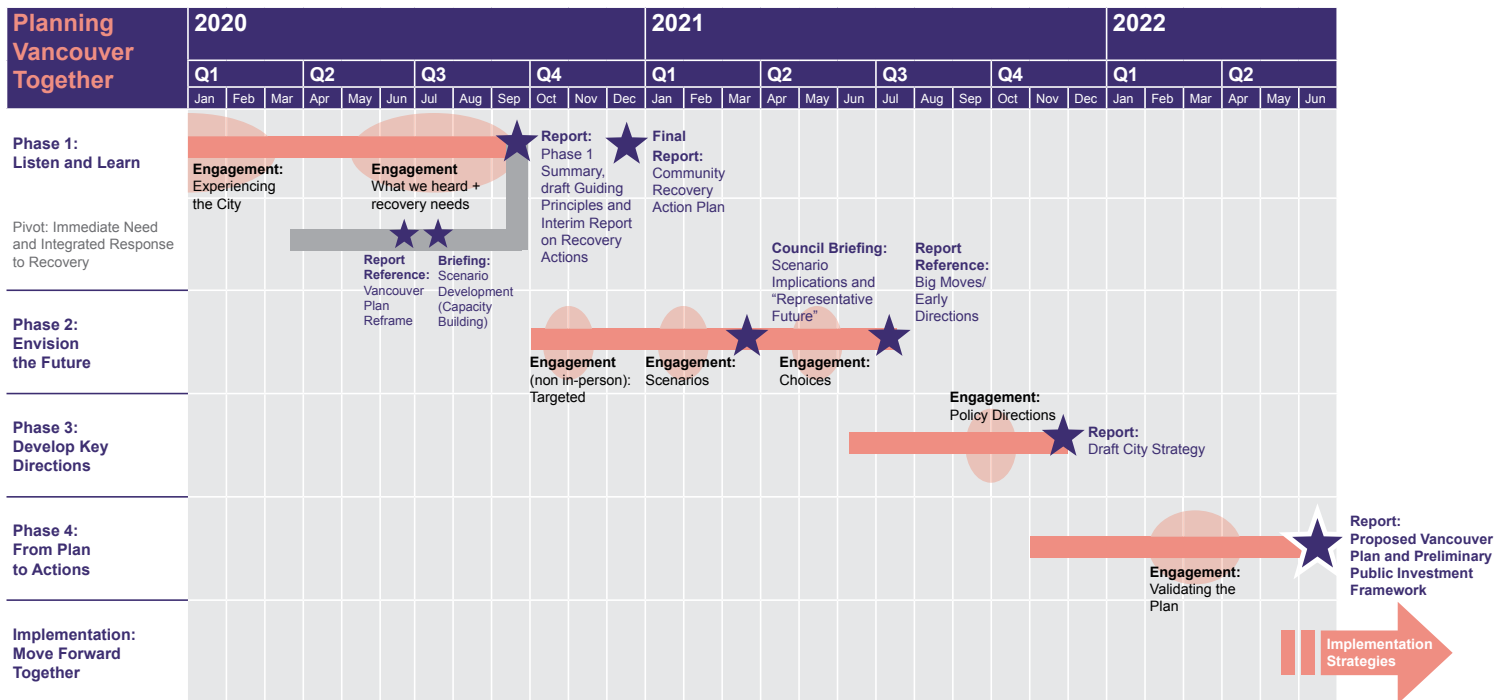 Planning
Vancouver
Together
2020
2021
2022
Q1
Q2
Q3
Q4
Q1
Q2
Q3
Q4
Q1
Q2
Jan
Feb
Mar
Apr
May
Jun
Jul
Aug
Sep
Oct
Nov
Dec
Jan
Feb
Mar
Apr
May
Jun
Jul
Aug
Sep
Oct
Nov
Dec
Jan
Feb
Mar
Apr
May
Jun
Phase 1:
Listen and Learn
Engagement:
Experiencing
the City
Engagement
What we heard +
recovery needs
Report:
Phase 1
Summary,
draft Guiding
Principles and
Interim Report
on Recovery
Actions
Final
Report:
Community
Recovery
Action Plan
Pivot: Immediate Need
and Integrated Response
to Recovery
Report
Reference:
Vancouver
Plan
Reframe
Briefing:
Scenario
Development
(Capacity
Building)
Council Briefing:
Scenario
Implications and
“Representative
Future”
Report
Reference:
Big Moves/
Early
Directions
Phase 2:
Envision
the Future
Engagement
(non in-person):
Targeted
Engagement:
Scenarios
Engagement:
Choices
Phase 3:
Develop Key
Directions
Engagement:
Policy Directions
Report:
Draft City Strategy
Phase 4:
From Plan
to Actions
Engagement:
Validating the
Plan
Report:
Proposed Vancouver
Plan and Preliminary
Public Investment
Framework
Implementation:
Move Forward
Together
Implementation
Strategies